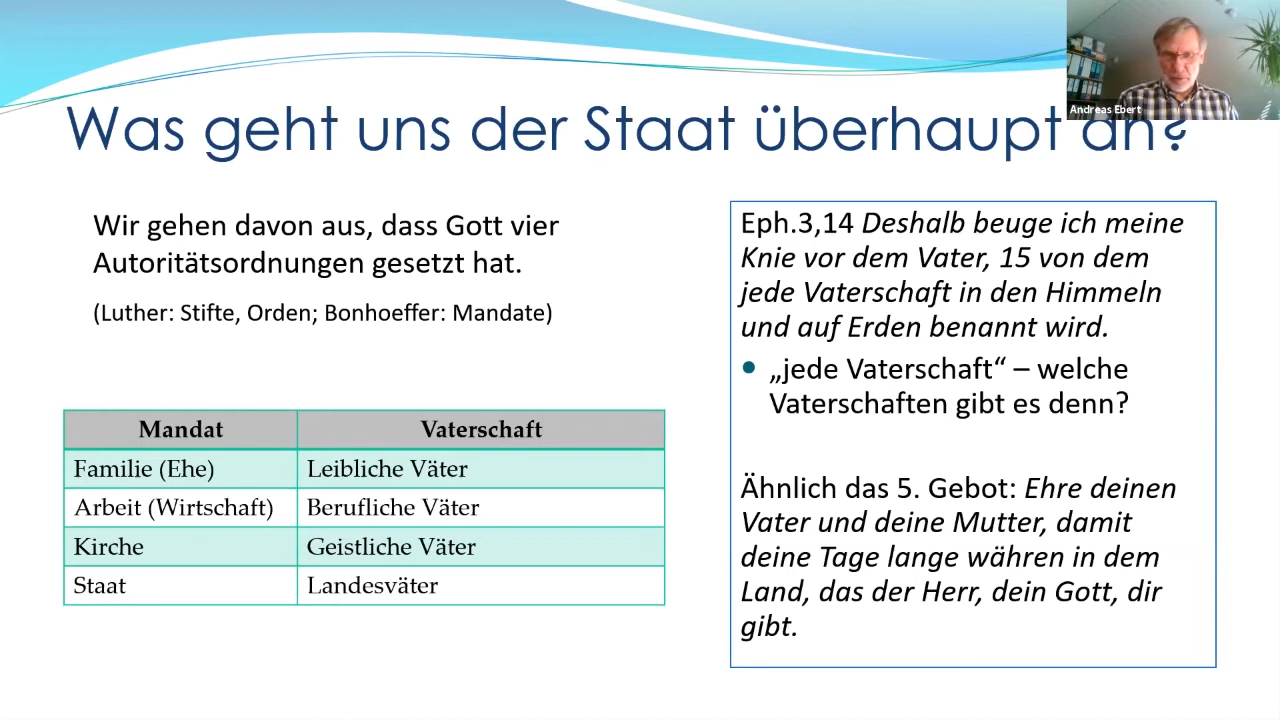 Andreas Ebert
Was geht uns der Staat überhaupt an?
Wir gehen davon aus, dass Gott vier
Autoritätsordnungen gesetzt hat.
(Luther: Stifte, Orden; Bonhoeffer: Mandate)
Mandat Vaterschaft
Familie (Ehe) Leibliche Väter
Arbeit (Wirtschaft) Berufliche Väter
Kirche Geistliche Väter
Staat Landesväter
Eph.3,14 Deshalb beuge ich meine
Knie vor dem Vater, 15 von dem
jede Vaterschaft in den Himmeln
und auf Erden benannt wird.
• „jede Vaterschaft“ – welche
Vaterschaften gibt es denn?
Ähnlich das 5. Gebot: Ehre deinen
Vater und deine Mutter, damit
deine Tage lange währen in dem
Land, das der Herr, dein Gott, dir
gibt.